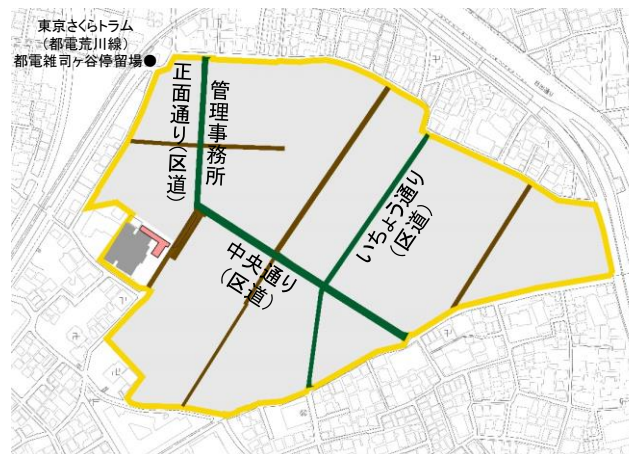 東京さくらトラム
（都電荒川線）
都電雑司ヶ谷停留場●
正面通り（区道）
管理事務所
いちょう通り
（区道）
中央通り
（区道）